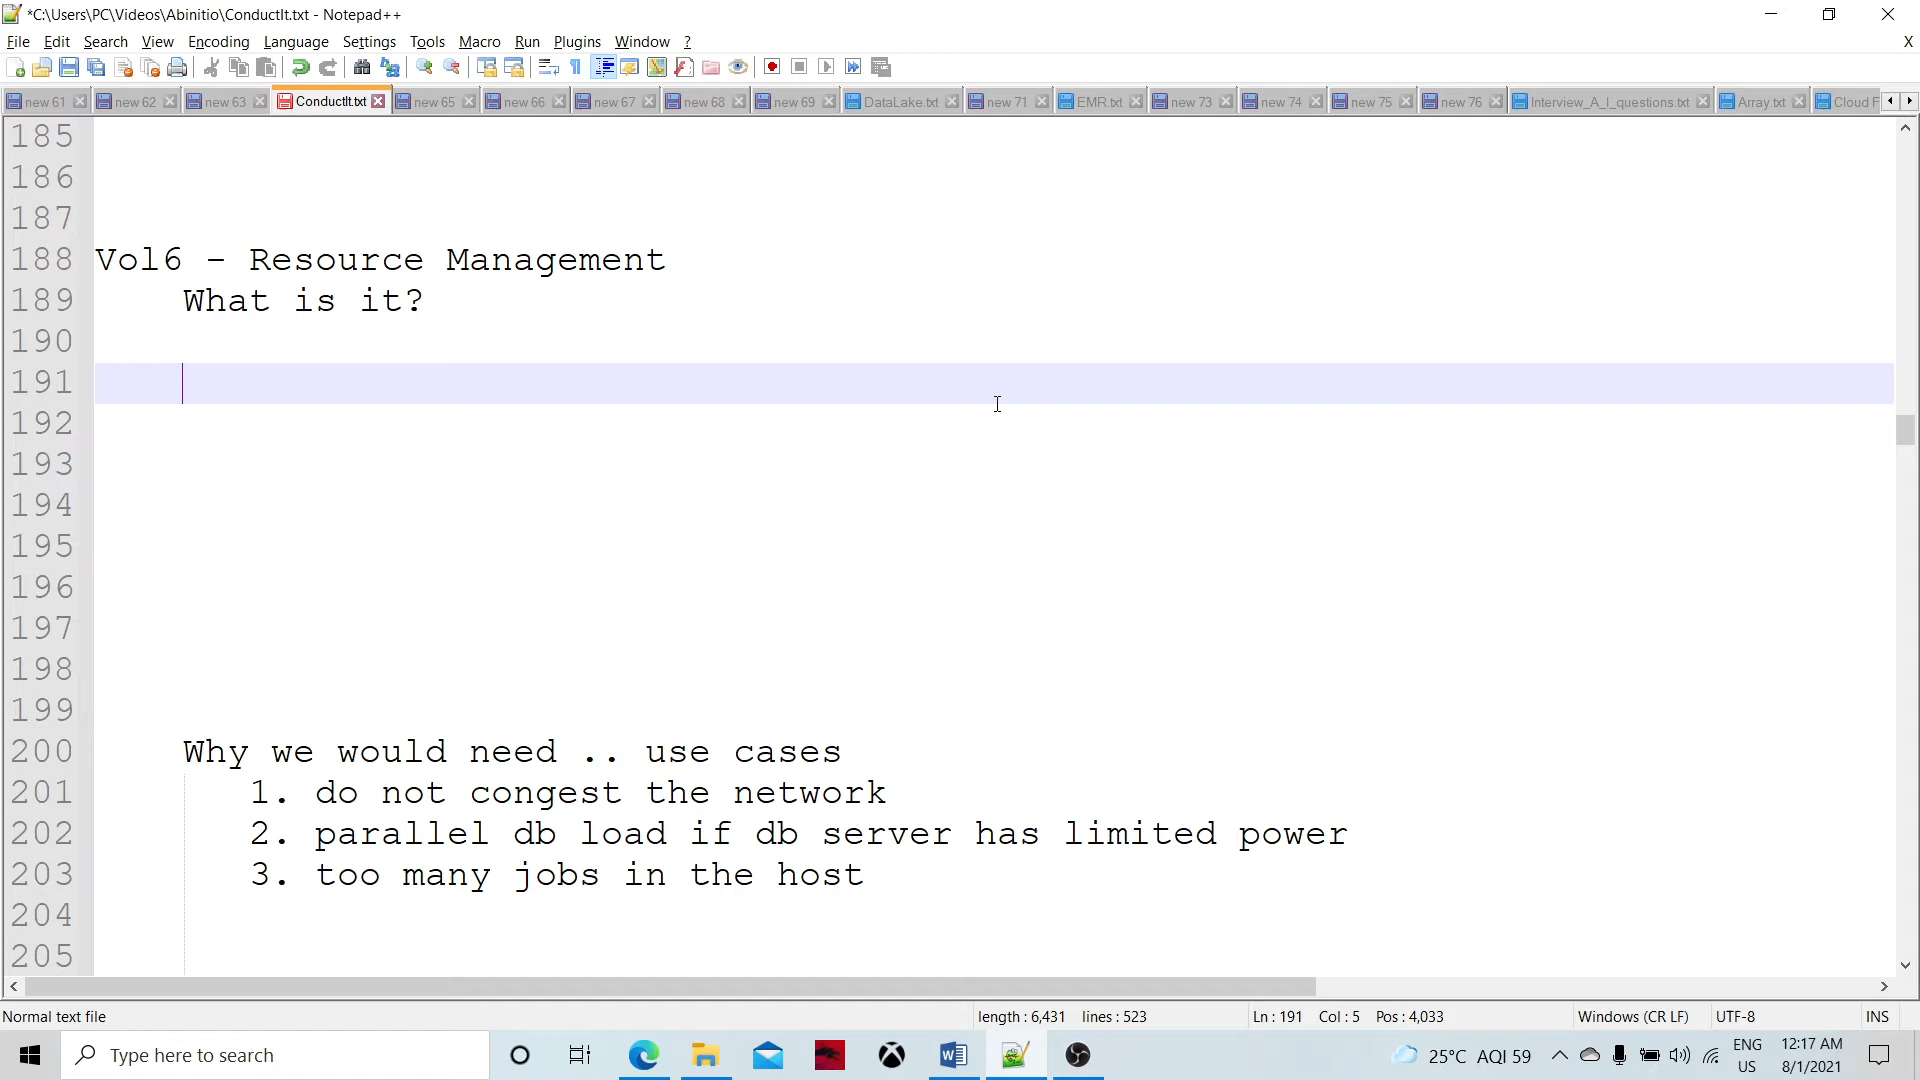 *C:\Users\PC\Videos\Abinitio\ConductIt.txt - Notepad++
File Edit Search View Encoding Language Settings Tools Macro Run Plugins Window ? X
new 61 new 62 new 63 ConductIt.txt new 65 new 66 new 67 new 68 new 69 DataLake.txt new 71 EMR.txt new 73 new 74 new 75 new 76 Interview_A_I_questions.txt Array.txt Cloud F
185
186
187
188 Vol6 - Resource Management
189 What is it?
190
191
192
193
194
195
196
197
198
199
200 Why we would need .. use cases
201 1. do not congest the network
202 2. parallel db load if db server has limited power
203 3. too many jobs in the host
204
205
Normal text file length : 6,431 lines : 523 Ln : 191 Col : 5 Pos : 4,033 Windows (CR LF) UTF-8 INS
Type here to search 25°C AQI 59 ENG US 12:17 AM 8/1/2021